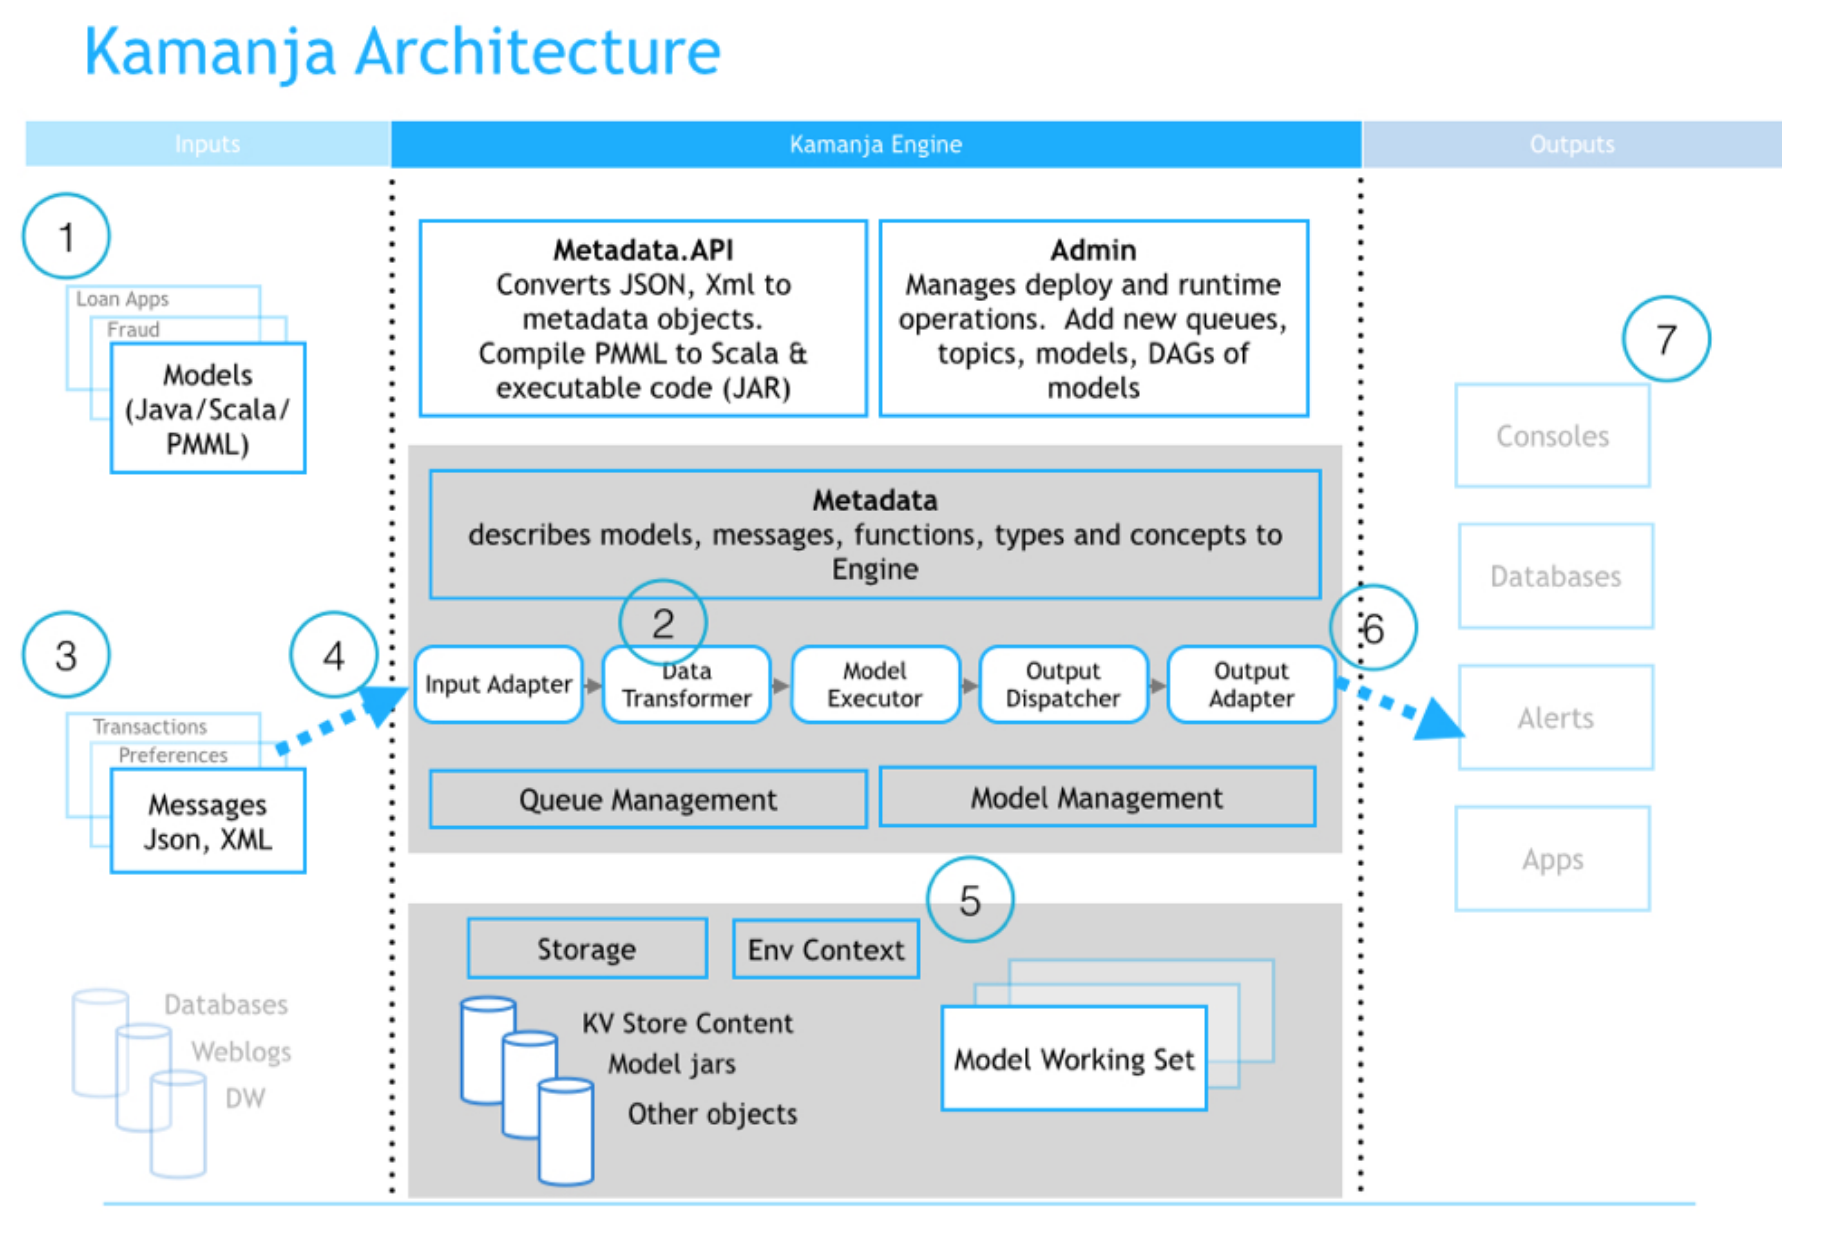 Kamanja Architecture
Inputs
Kamanja Engine
Outputs
1
Loan Apps
Fraud
Models
(Java/Scala/
PMML)
Metadata.API
Converts JSON, Xml to
metadata objects.
Compile PMML to Scala &
executable code (JAR)
Admin
Manages deploy and runtime
operations.  Add new queues,
topics, models, DAGs of
models
7
Consoles
Databases
Alerts
Apps
Metadata
describes models, messages, functions, types and concepts to
Engine
2
3
4
6
Input Adapter
Data
Transformer
Model
Executor
Output
Dispatcher
Output
Adapter
Transactions
Preferences
Messages
Json, XML
Queue Management
Model Management
5
Storage
Env Context
KV Store Content
Model jars
Other objects
Model Working Set
Databases
Weblogs
DW